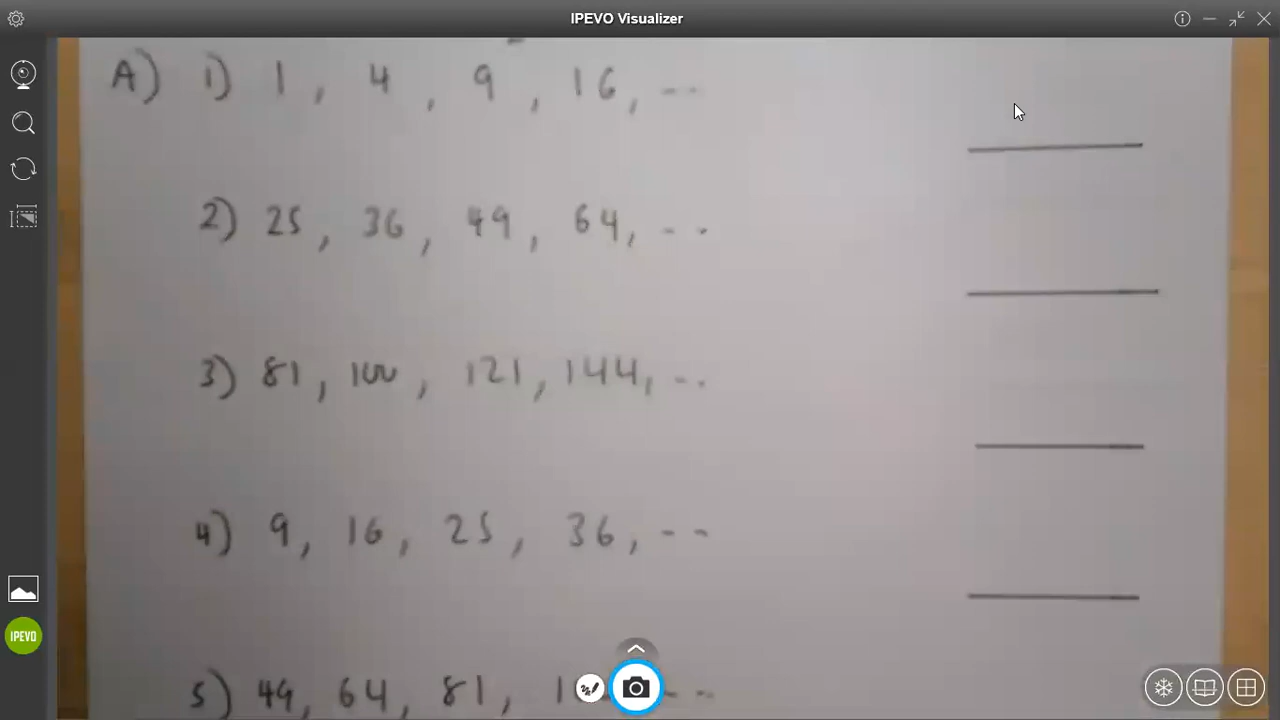 IPEVO Visualizer
A) 1) 1, 4, 9, 16, --
2) 25, 36, 49, 64, --
3) 81, 100, 121, 144, --
4) 9, 16, 25, 36, --
IPEVO
5) 49, 64, 81, 1 --